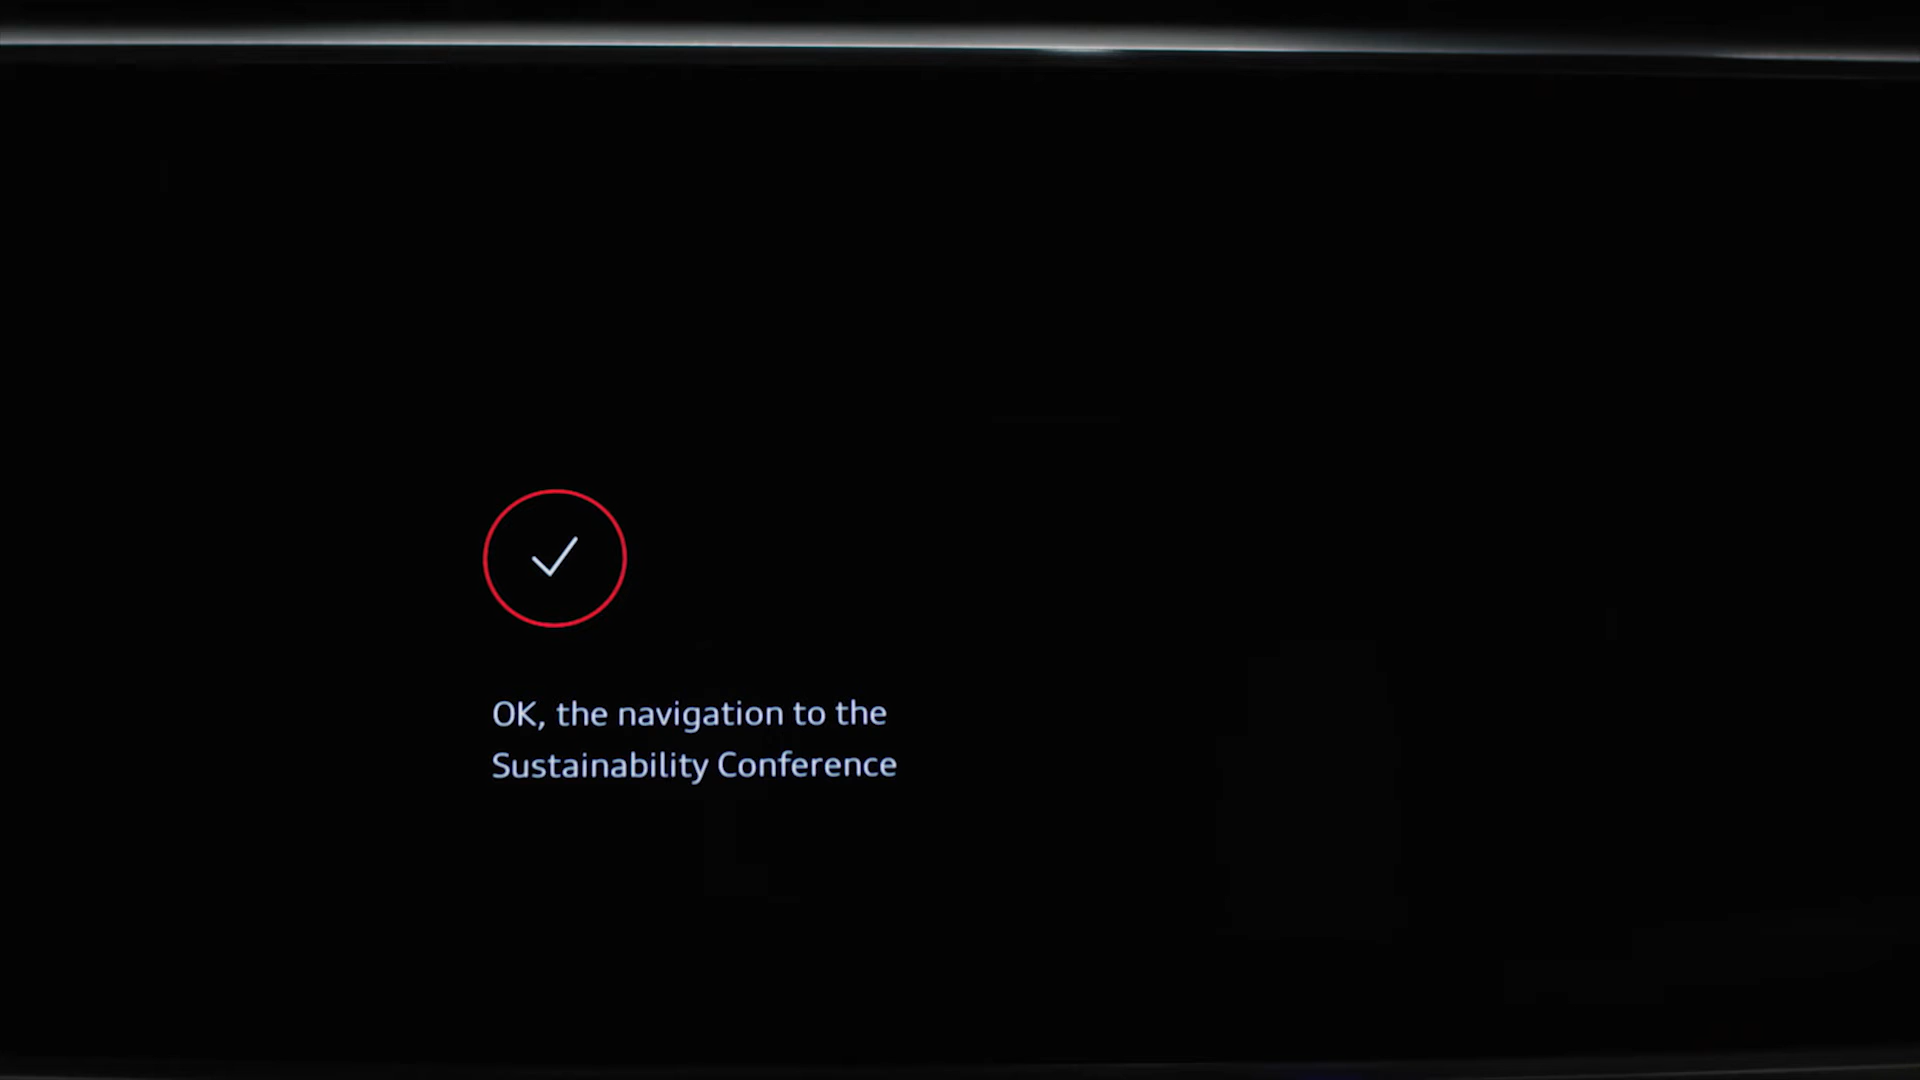 OK, the navigation to the
Sustainability Conference